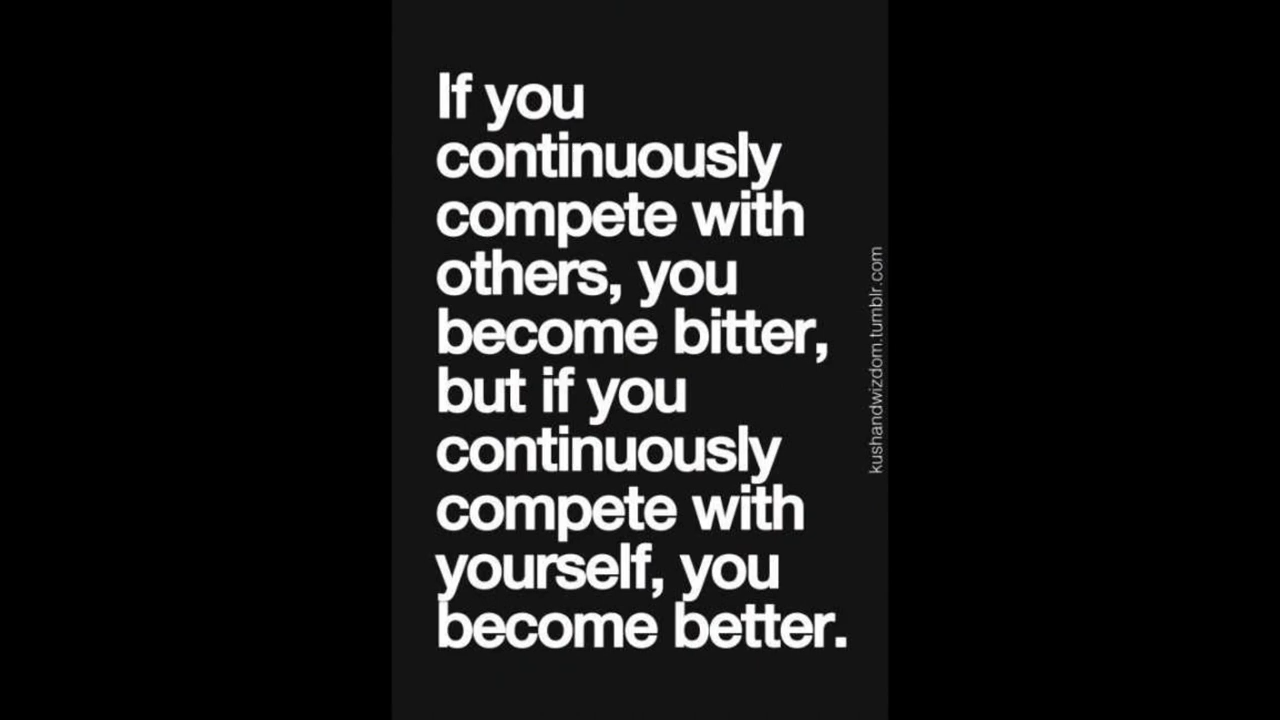 If you
continuously
compete with
others, you
become bitter,
but if you
continuously
compete with
yourself, you
become better.
kushandwizdom.tumblr.com